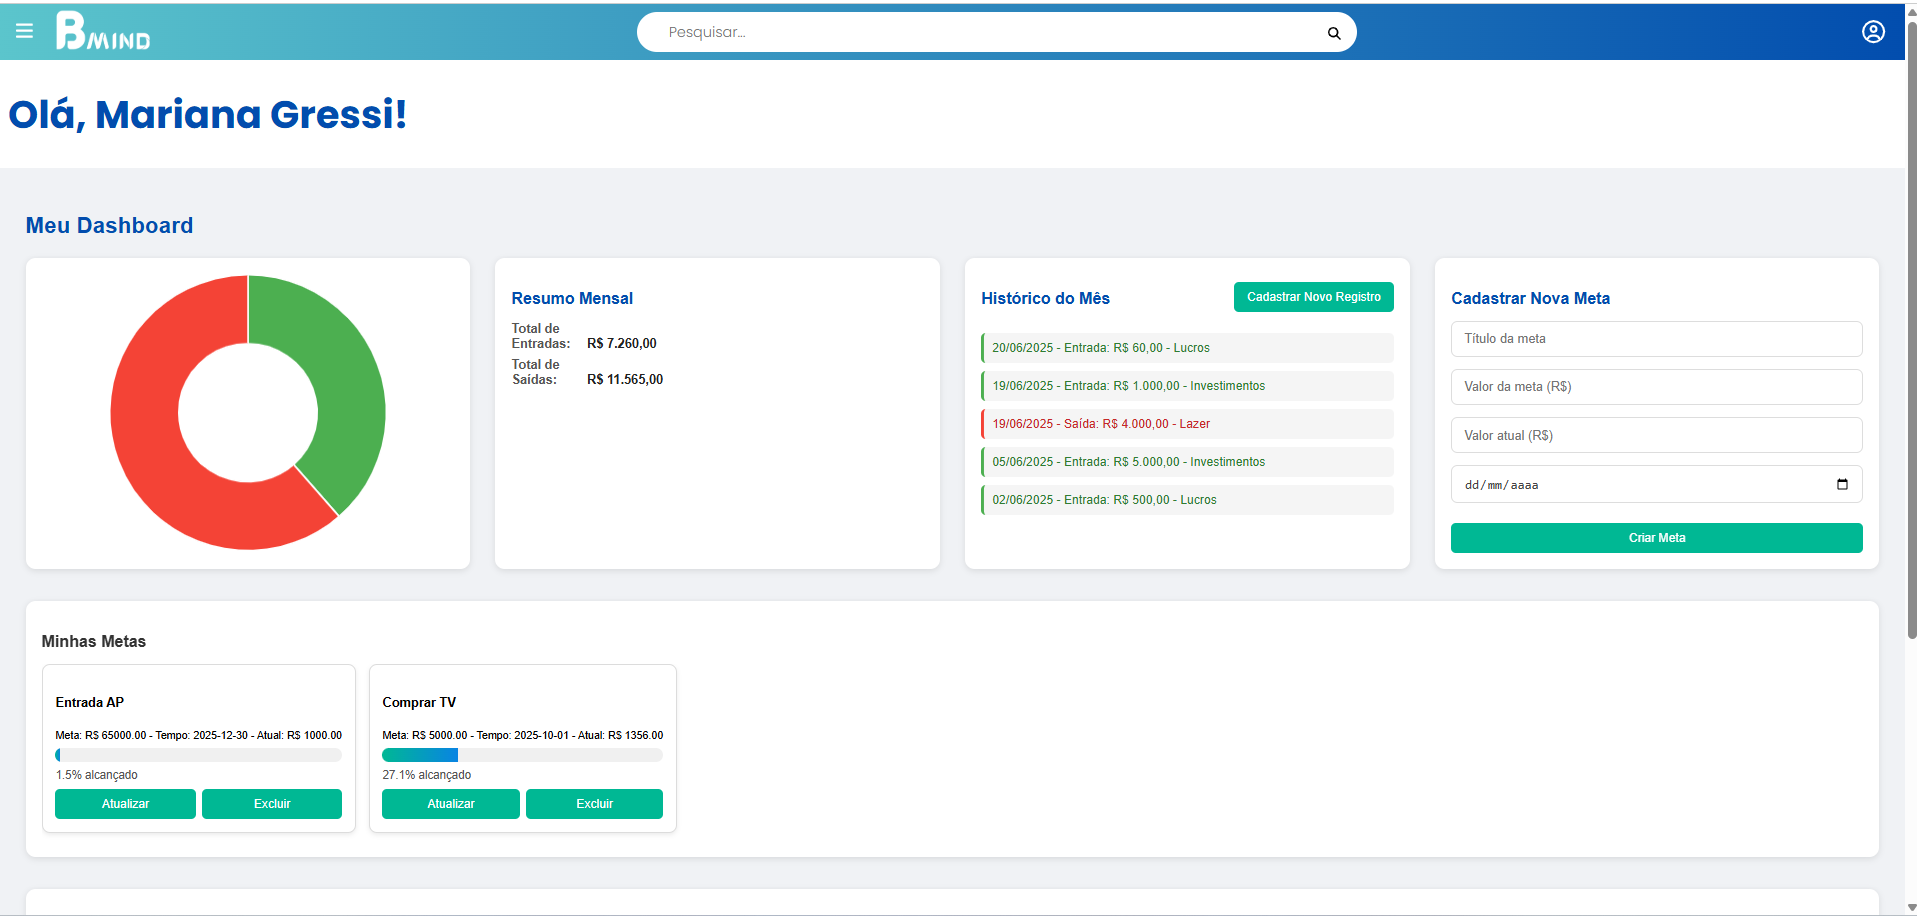 BMIND
Pesquisar...
Olá, Mariana Gressi!
Meu Dashboard
Resumo Mensal
Total de
Entradas: R$ 7.260,00
Total de
Saídas: R$ 11.565,00
Histórico do Mês
Cadastrar Novo Registro
20/06/2025 - Entrada: R$ 60,00 - Lucros
19/06/2025 - Entrada: R$ 1.000,00 - Investimentos
19/06/2025 - Saída: R$ 4.000,00 - Lazer
05/06/2025 - Entrada: R$ 5.000,00 - Investimentos
02/06/2025 - Entrada: R$ 500,00 - Lucros
Cadastrar Nova Meta
Título da meta
Valor da meta (R$)
Valor atual (R$)
dd/mm/aaaa
Criar Meta
Minhas Metas
Entrada AP
Meta: R$ 65000.00 - Tempo: 2025-12-30 - Atual: R$ 1000.00
1.5% alcançado
Atualizar
Excluir
Comprar TV
Meta: R$ 5000.00 - Tempo: 2025-10-01 - Atual: R$ 1356.00
27.1% alcançado
Atualizar
Excluir